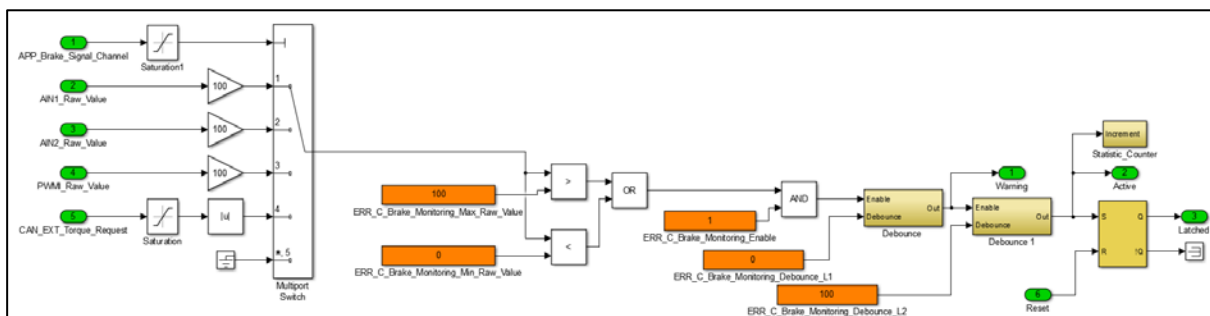 1
APP_Brake_Signal_Channel
Saturation1
2
AIN1_Raw_Value
100
1
3
AIN2_Raw_Value
100
2
4
PWMI_Raw_Value
100
3
5
CAN_EXT_Torque_Request
Saturation
|u|
4
*, 5
Multiport
Switch
100
ERR_C_Brake_Monitoring_Max_Raw_Value
0
ERR_C_Brake_Monitoring_Min_Raw_Value
>
<
OR
1
ERR_C_Brake_Monitoring_Enable
AND
0
ERR_C_Brake_Monitoring_Debounce_L1
100
ERR_C_Brake_Monitoring_Debounce_L2
Enable
Out
Debounce
Debounce
1
Warning
Enable
Out
Debounce
Debounce 1
Increment
Statistic_Counter
2
Active
S
Q
R
!Q
3
Latched
6
Reset